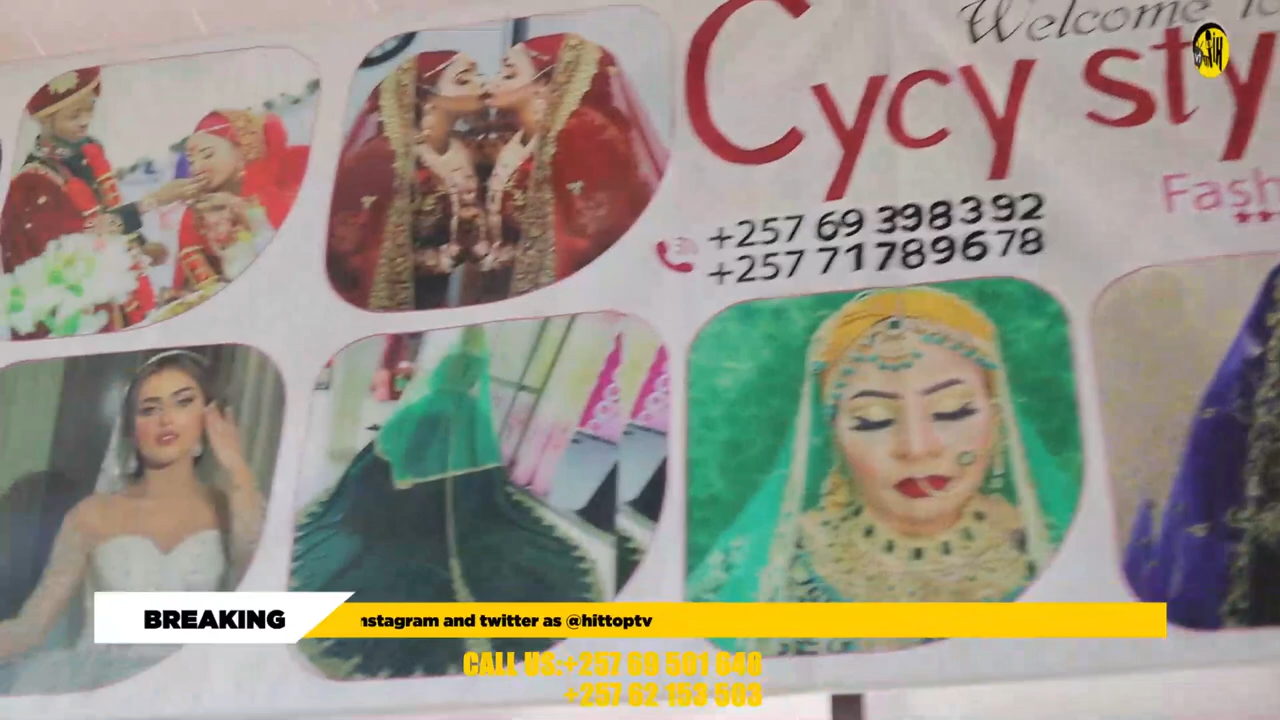 Welcome to
Cycy sty
Fash
+257 69 398392
+257 71789678
BREAKING
nstagram and twitter as @hittoptv
CALL US:+257 69 501 646
+257 62 153 503